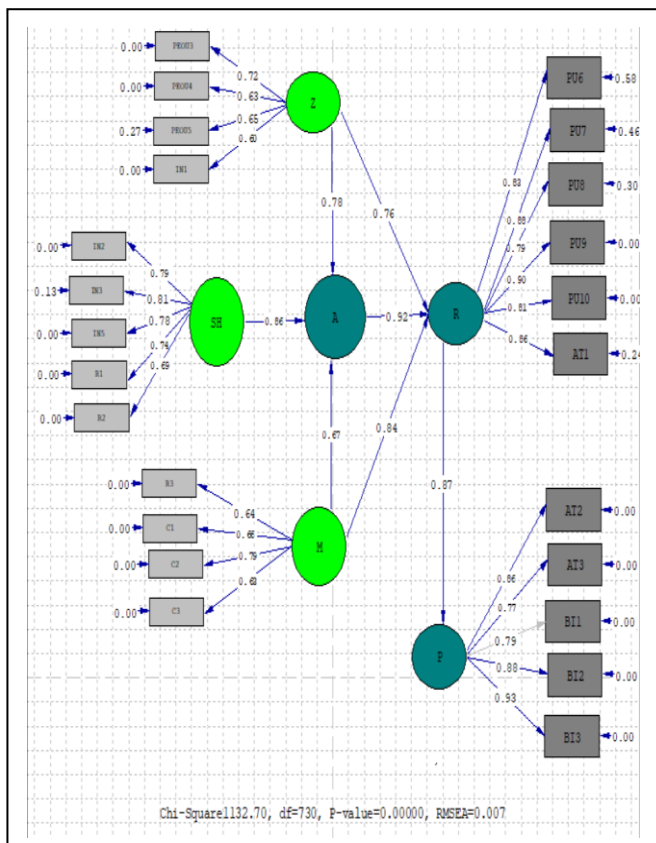 0.00 PEOU3
0.00 PEOU4
0.27 PEOU5
0.00 IN1
0.72
0.63
0.65
0.60
Z
0.78
0.76
0.00 IN2
0.13 IN3
0.00 IN5
0.00 R1
0.00 R2
0.79
0.81
0.78
0.74
0.69
SH
0.86
A
0.92
R
0.67
0.84
0.00 R3
0.00 C1
0.00 C2
0.00 C3
0.64
0.66
0.79
0.63
M
PU6 0.58
PU7 0.46
PU8 0.30
PU9 0.00
PU10 0.00
AT1 0.24
0.83
0.88
0.79
0.90
0.81
0.86
0.87
P
AT2 0.00
AT3 0.00
BI1 0.00
BI2 0.00
BI3 0.00
0.86
0.77
0.79
0.88
0.93
Chi-Square1132.70, df=730, P-value=0.00000, RMSEA=0.007